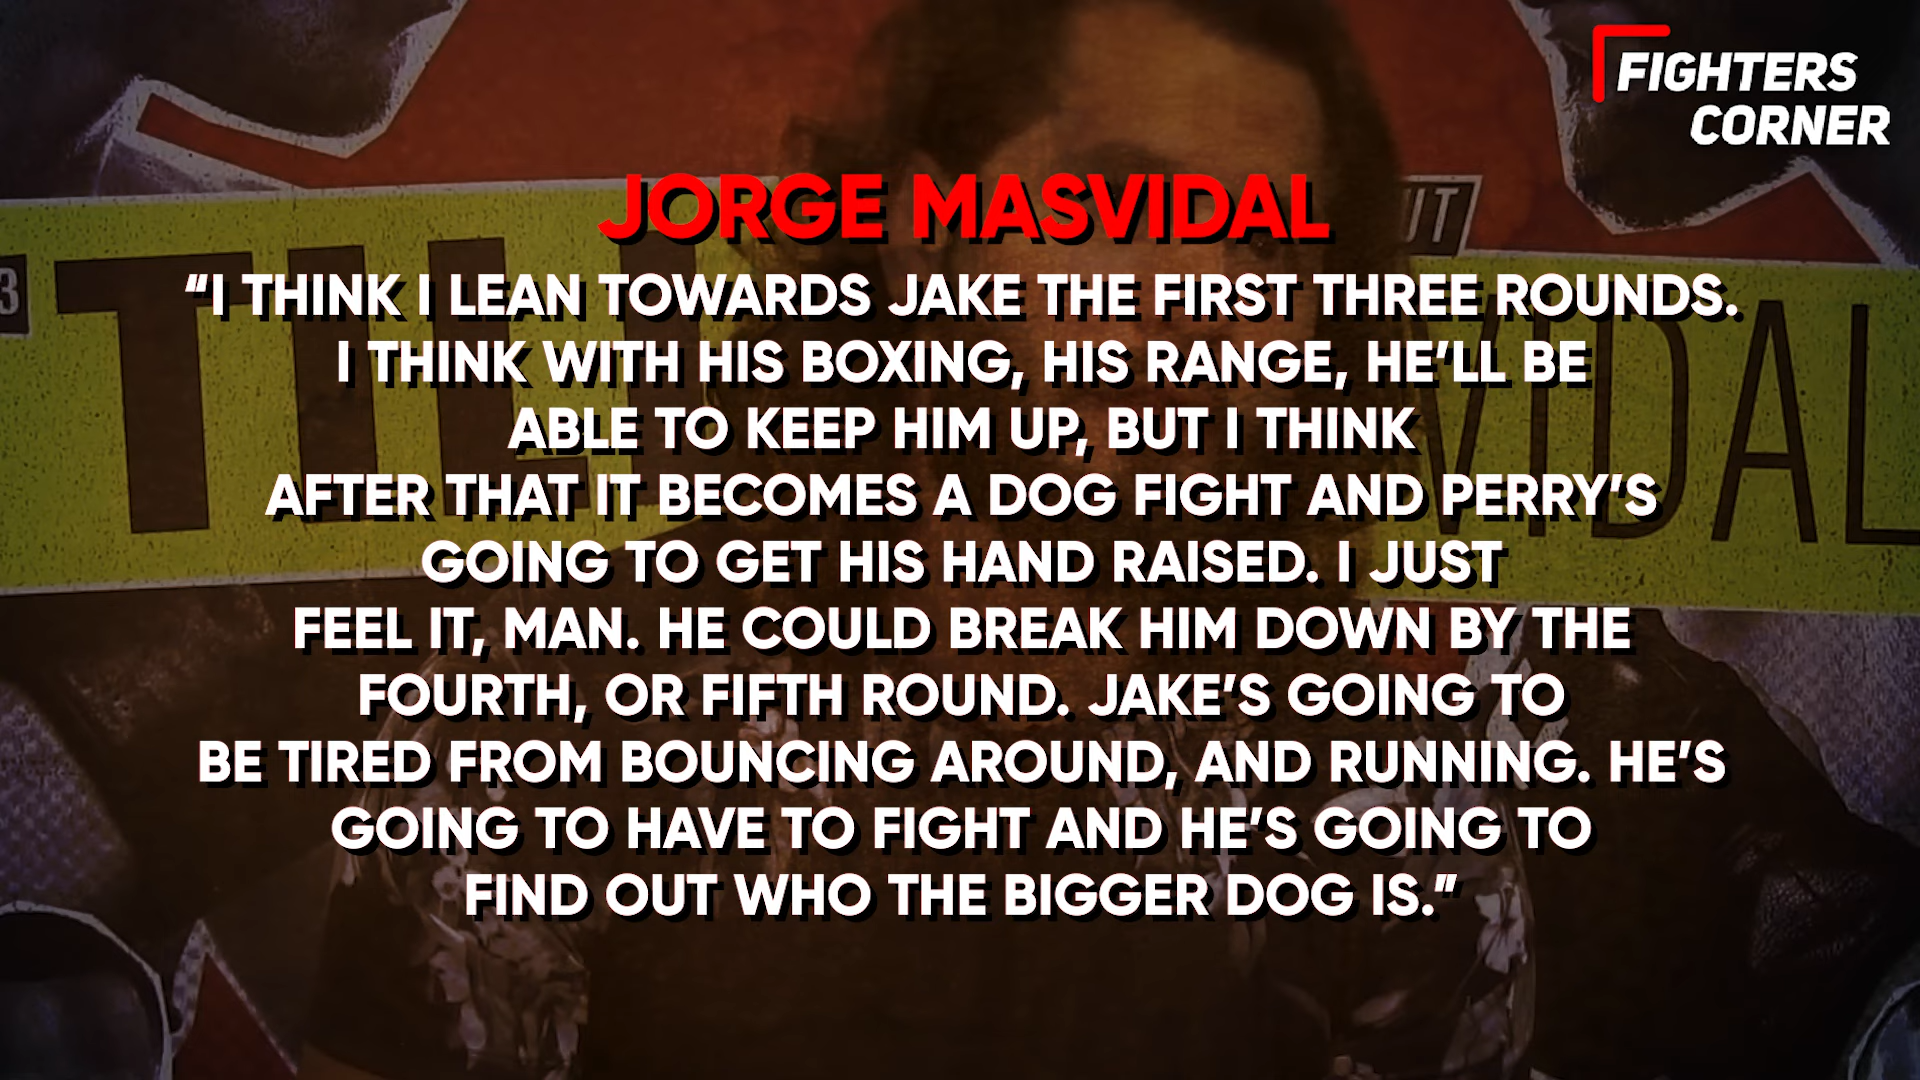 FIGHTERS
CORNER
JORGE MASVIDAL
UT
3
TILL
VIDAL
“I THINK I LEAN TOWARDS JAKE THE FIRST THREE ROUNDS.
I THINK WITH HIS BOXING, HIS RANGE, HE’LL BE
ABLE TO KEEP HIM UP, BUT I THINK
AFTER THAT IT BECOMES A DOG FIGHT AND PERRY’S
GOING TO GET HIS HAND RAISED. I JUST
FEEL IT, MAN. HE COULD BREAK HIM DOWN BY THE
FOURTH, OR FIFTH ROUND. JAKE’S GOING TO
BE TIRED FROM BOUNCING AROUND, AND RUNNING. HE’S
GOING TO HAVE TO FIGHT AND HE’S GOING TO
FIND OUT WHO THE BIGGER DOG IS.”